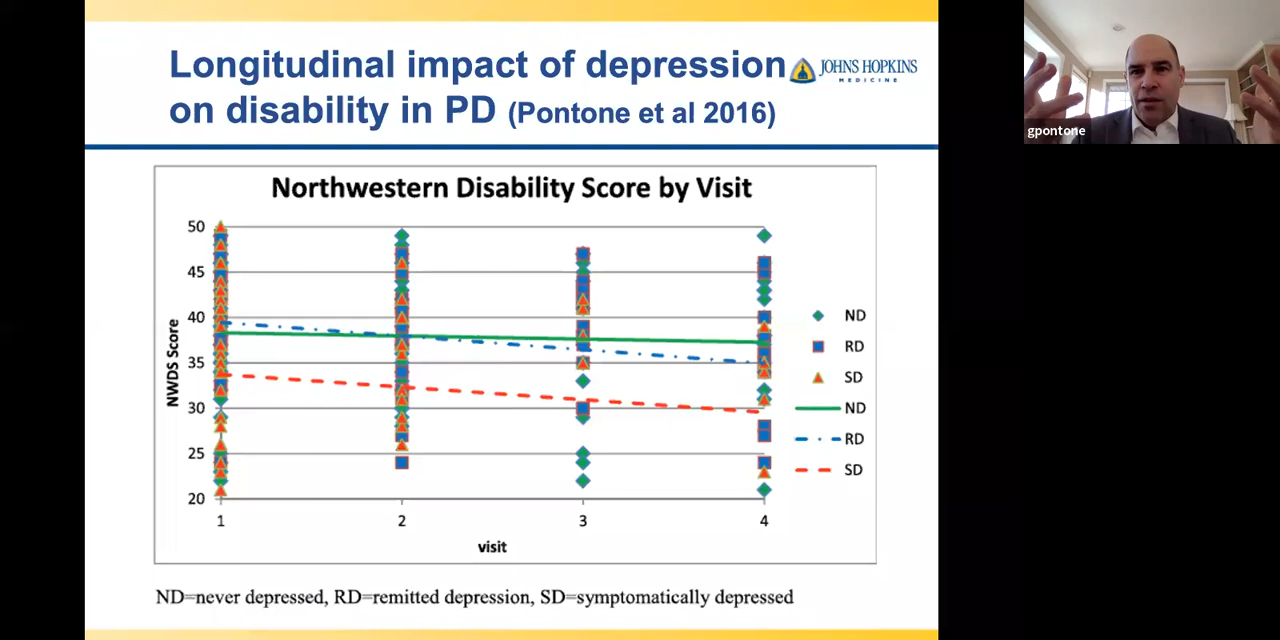 Longitudinal impact of depression
on disability in PD (Pontone et al 2016)
JOHNS HOPKINS
MEDICINE
gpontone
Northwestern Disability Score by Visit
NWDS Score
50
45
40
35
30
25
20
1 2 3 4
visit
ND
RD
SD
ND
RD
SD
ND=never depressed, RD=remitted depression, SD=symptomatically depressed